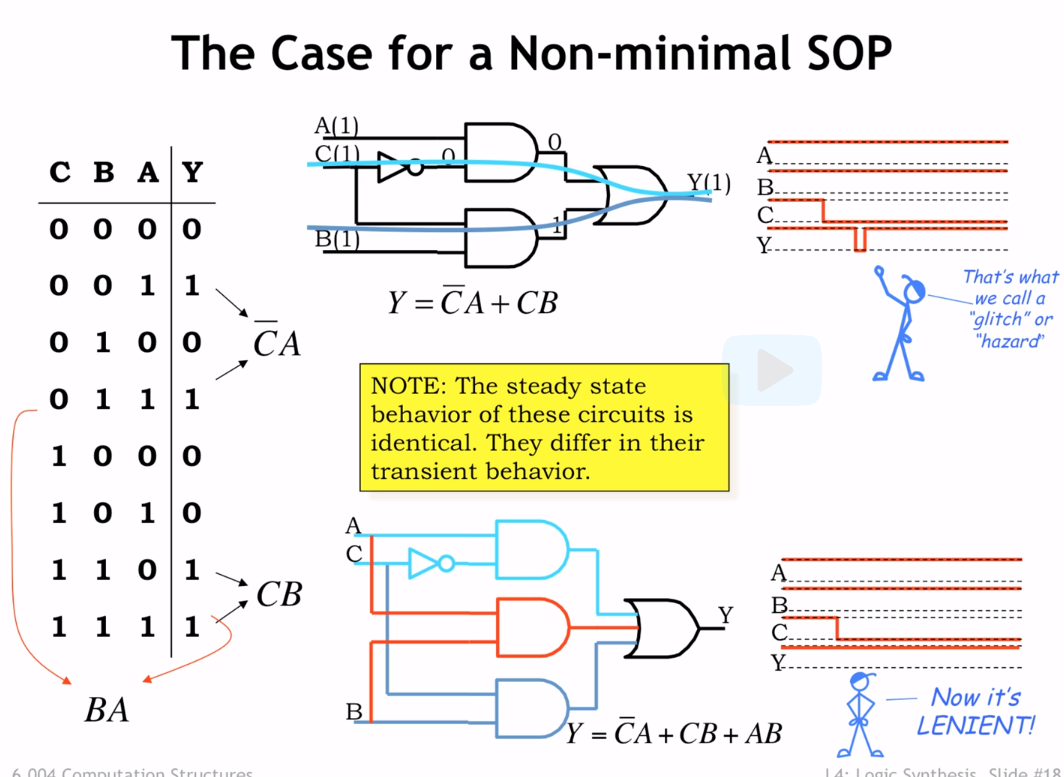 The Case for a Non-minimal SOP
C B A Y
0 0 0 0
0 0 1 1
0 1 0 0
0 1 1 1
1 0 0 0
1 0 1 0
1 1 0 1
1 1 1 1
C̅A
CB
BA
A(1)
C(1)
0
0
B(1)
1
Y(1)
Y = C̅A + CB
A
B
C
Y
That's what
we call a
"glitch" or
"hazard"
NOTE: The steady state
behavior of these circuits is
identical. They differ in their
transient behavior.
A
C
B
Y
Y = C̅A + CB + AB
A
B
C
Y
Now it's
LENIENT!
6.004 Computation Structures
L4: Logic Synthesis, Slide #18